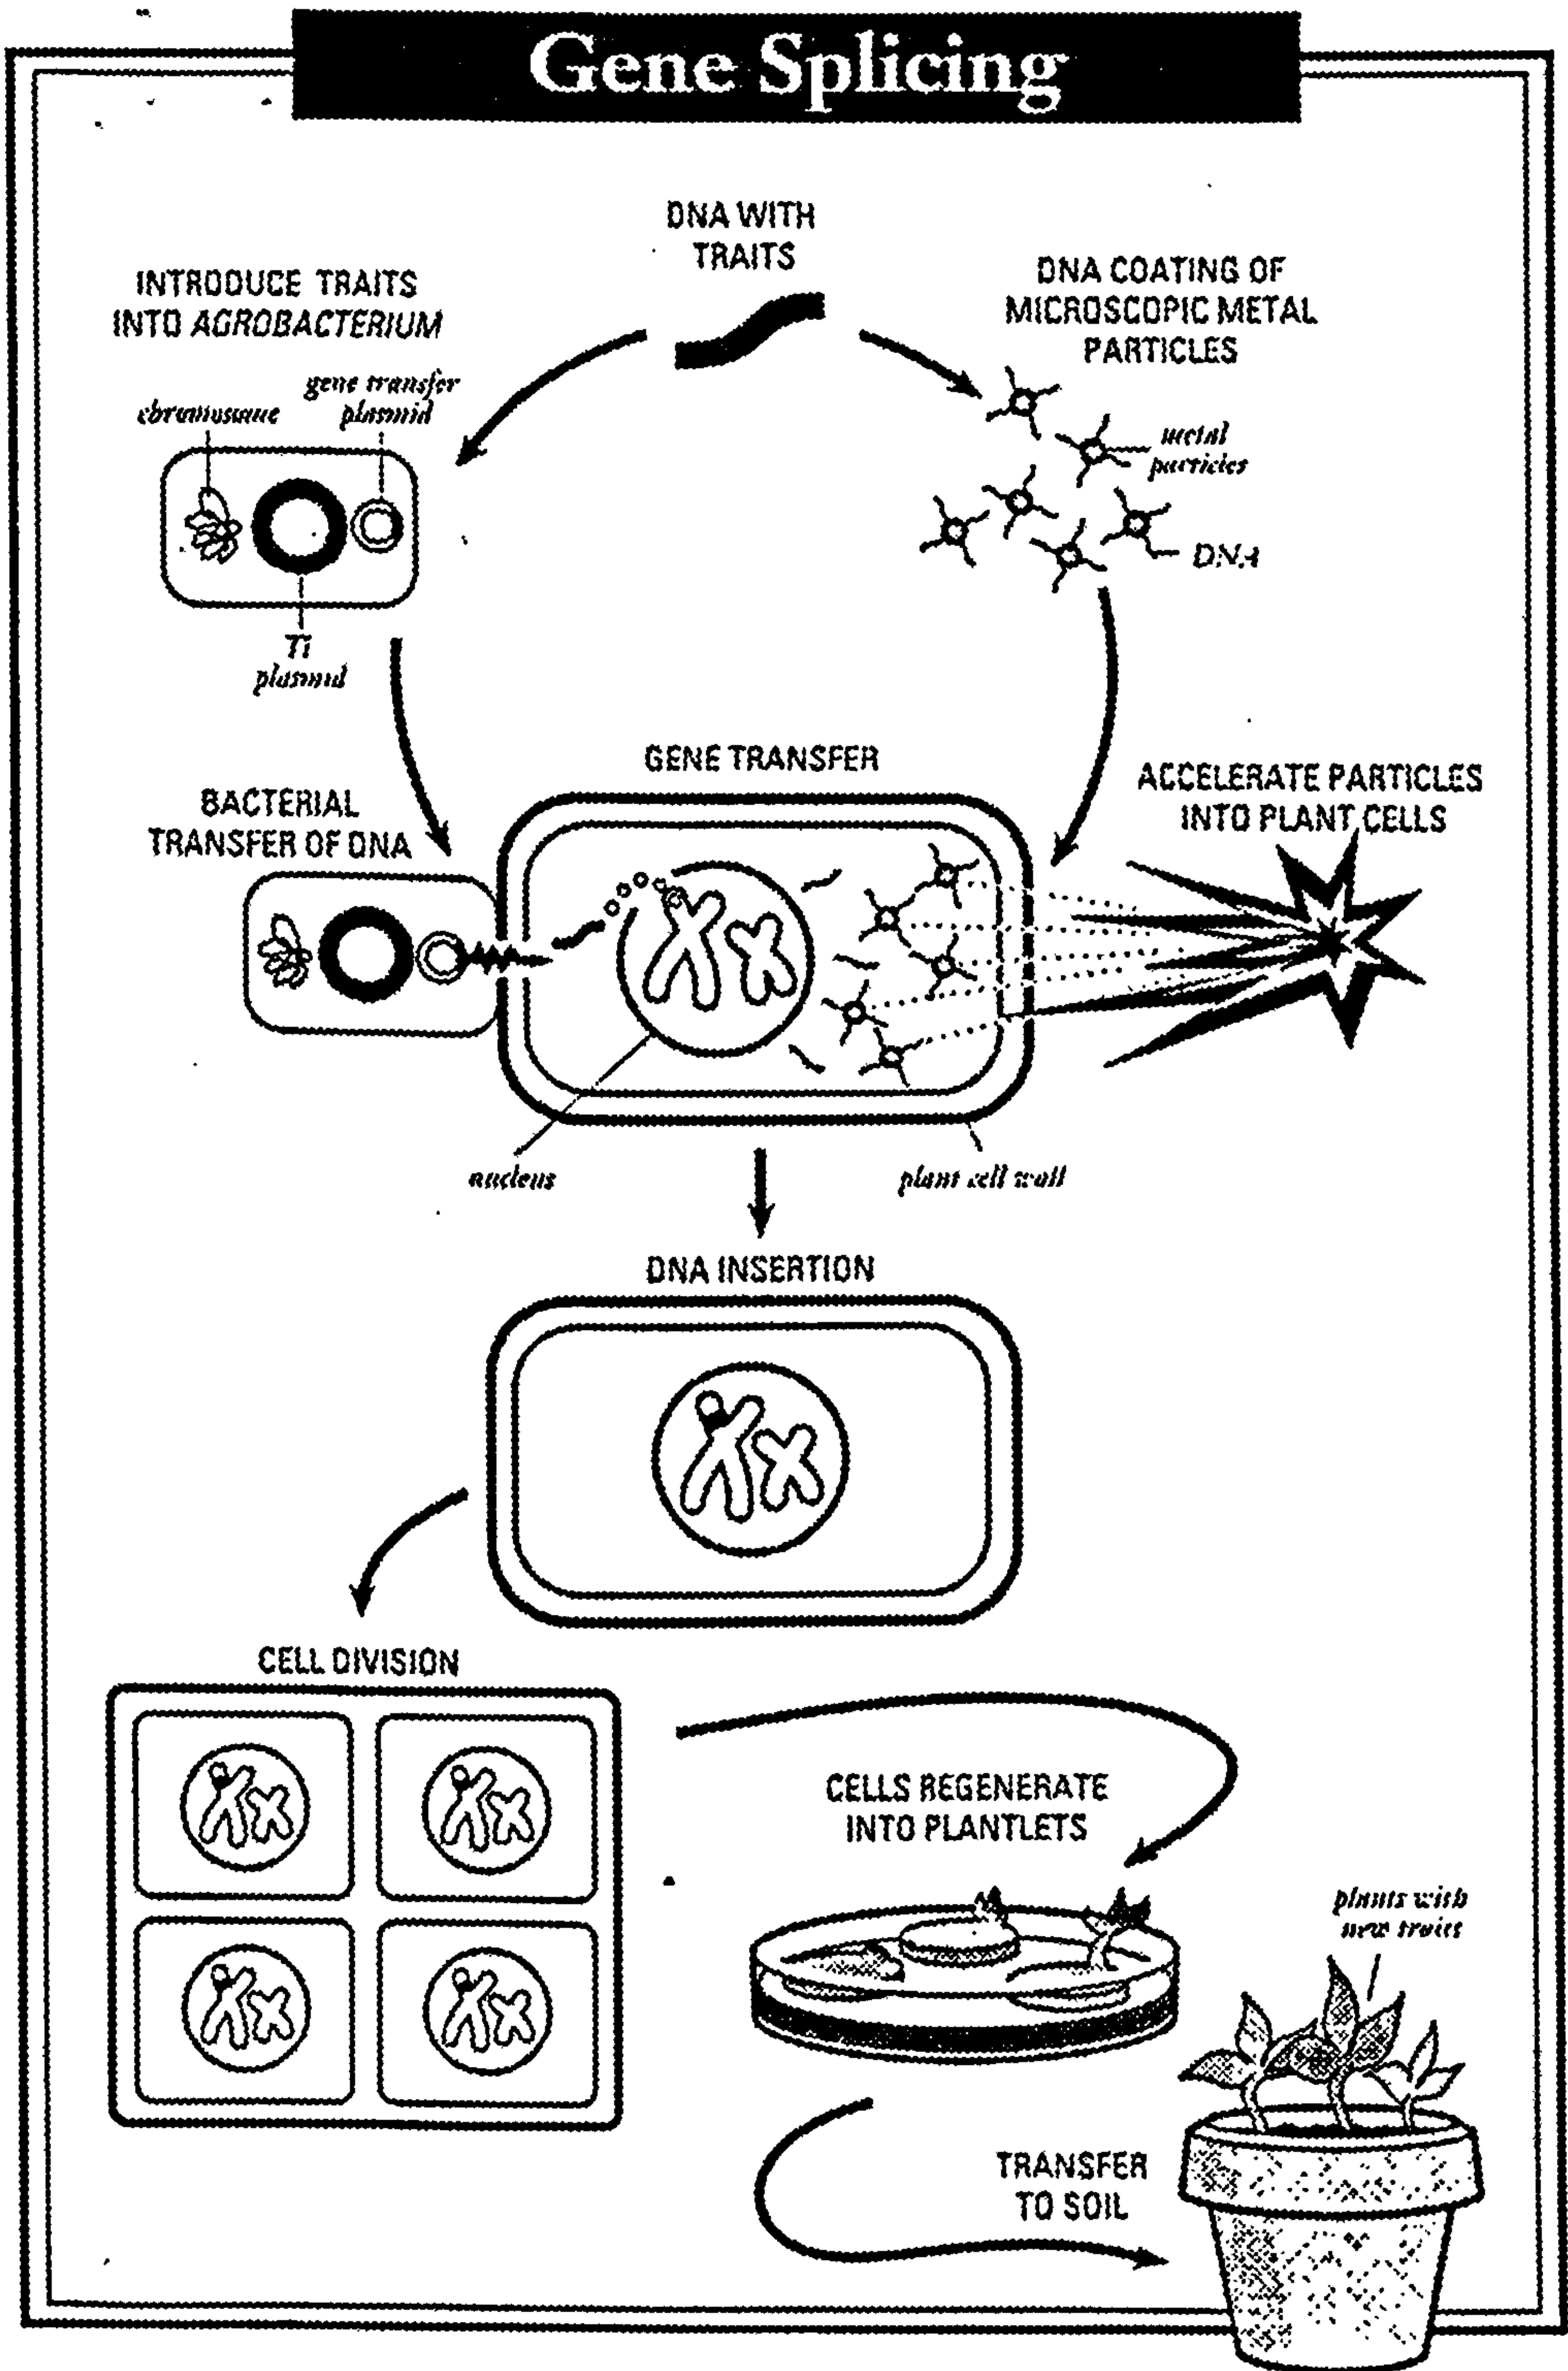 Gene Splicing
DNA WITH
TRAITS
INTRODUCE TRAITS
INTO AGROBACTERIUM
DNA COATING OF
MICROSCOPIC METAL
PARTICLES
gene transfer
plasmid
chromosome
metal
particles
DNA
Ti
plasmid
GENE TRANSFER
ACCELERATE PARTICLES
INTO PLANT CELLS
BACTERIAL
TRANSFER OF DNA
nucleus
plant cell wall
DNA INSERTION
CELL DIVISION
CELLS REGENERATE
INTO PLANTLETS
plants with
new traits
TRANSFER
TO SOIL